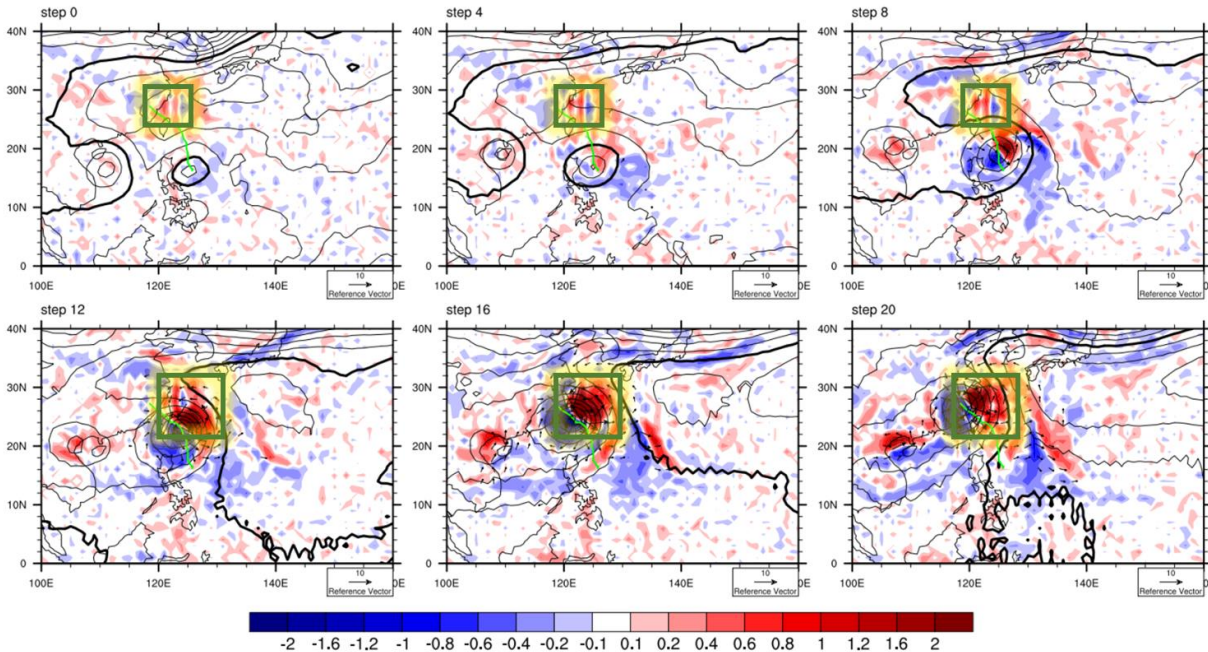 step 0
step 4
step 8
40N
40N
40N
30N
30N
30N
20N
20N
20N
10N
10N
10N
0
0
0
100E 120E 140E
100E 120E 140E
100E 120E 140E
10
Reference Vector
10
Reference Vector
10
Reference Vector
step 12
step 16
step 20
40N
40N
40N
30N
30N
30N
20N
20N
20N
10N
10N
10N
0
0
0
100E 120E 140E
100E 120E 140E
100E 120E 140E
10
Reference Vector
10
Reference Vector
10
Reference Vector
-2 -1.6 -1.2 -1 -0.8 -0.6 -0.4 -0.2 -0.1 0.1 0.2 0.4 0.6 0.8 1 1.2 1.6 2